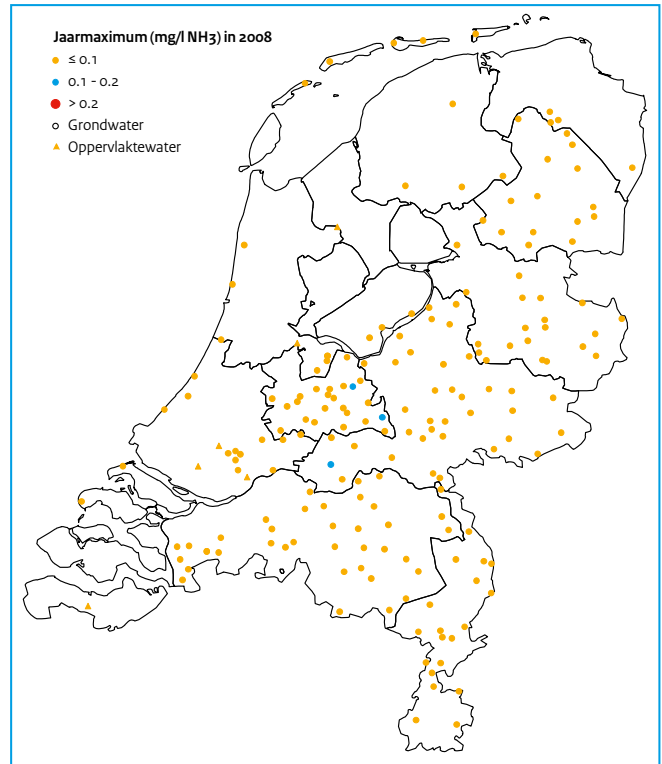 Jaarmaximum (mg/l NH3) in 2008
≤ 0.1
0.1 - 0.2
> 0.2
Grondwater
Oppervlaktewater